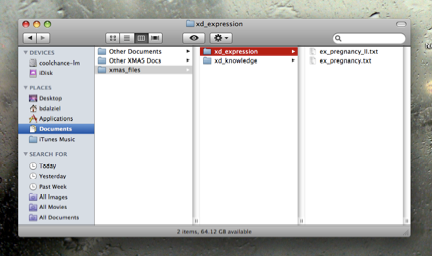 xd_expression
DEVICES
coolchance-lm
iDisk
PLACES
Desktop
bdalziel
Applications
Documents
iTunes Music
SEARCH FOR
Today
Yesterday
Past Week
All Images
All Movies
All Documents
Other Documents
Other XMAS Docs
xmas_files
xd_expression
xd_knowledge
ex_pregnancy_II.txt
ex_pregnancy.txt
2 items, 64.12 GB available